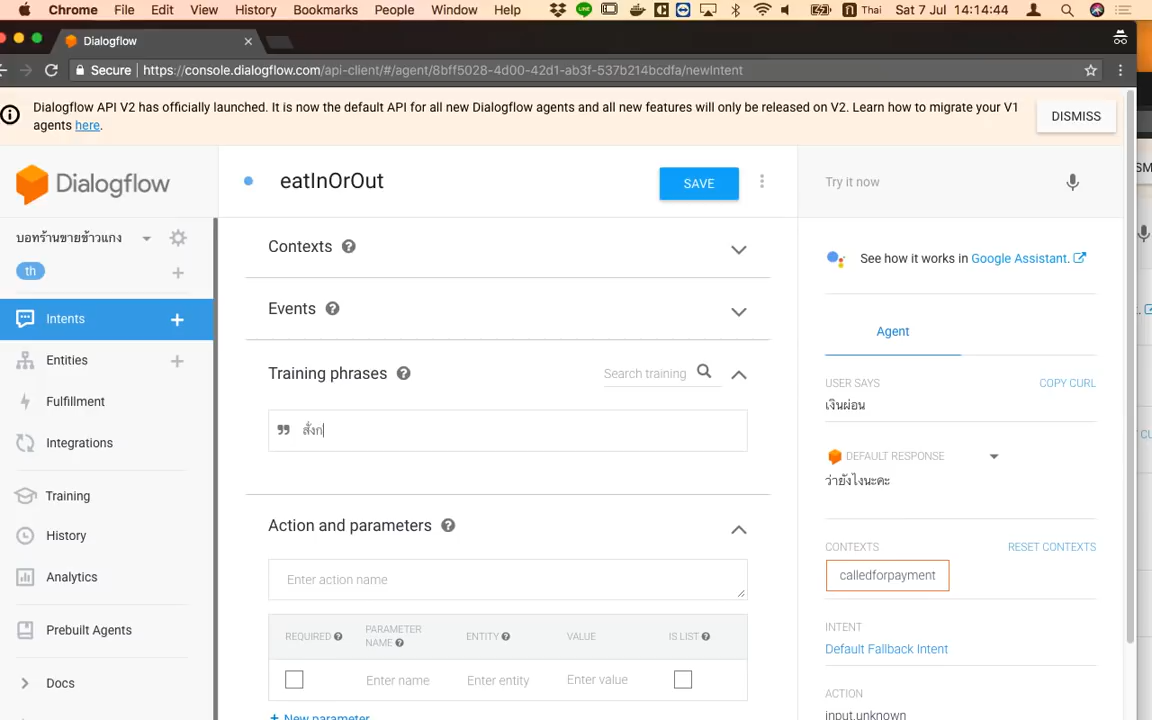 Chrome File Edit View History Bookmarks People Window Help Thai Sat 7 Jul 14:14:44
Dialogflow
Secure https://console.dialogflow.com/api-client/#/agent/8bff5028-4d00-42d1-ab3f-537b214bcdfa/newIntent
Dialogflow API V2 has officially launched. It is now the default API for all new Dialogflow agents and all new features will only be released on V2. Learn how to migrate your V1
agents here.
DISMISS
Dialogflow
eatInOrOut
SAVE
Try it now
บอทร้านขายข้าวแกง
th
Intents
Entities
Fulfillment
Integrations
Training
History
Analytics
Prebuilt Agents
Docs
Contexts
Events
Training phrases
Search training
สั่งก
Action and parameters
Enter action name
REQUIRED
PARAMETER
NAME
ENTITY
VALUE
IS LIST
Enter name
Enter entity
Enter value
+ New parameter
See how it works in Google Assistant.
Agent
USER SAYS
COPY CURL
เงินผ่อน
DEFAULT RESPONSE
ว่ายังไงนะคะ
CONTEXTS
RESET CONTEXTS
calledforpayment
INTENT
Default Fallback Intent
ACTION
input.unknown